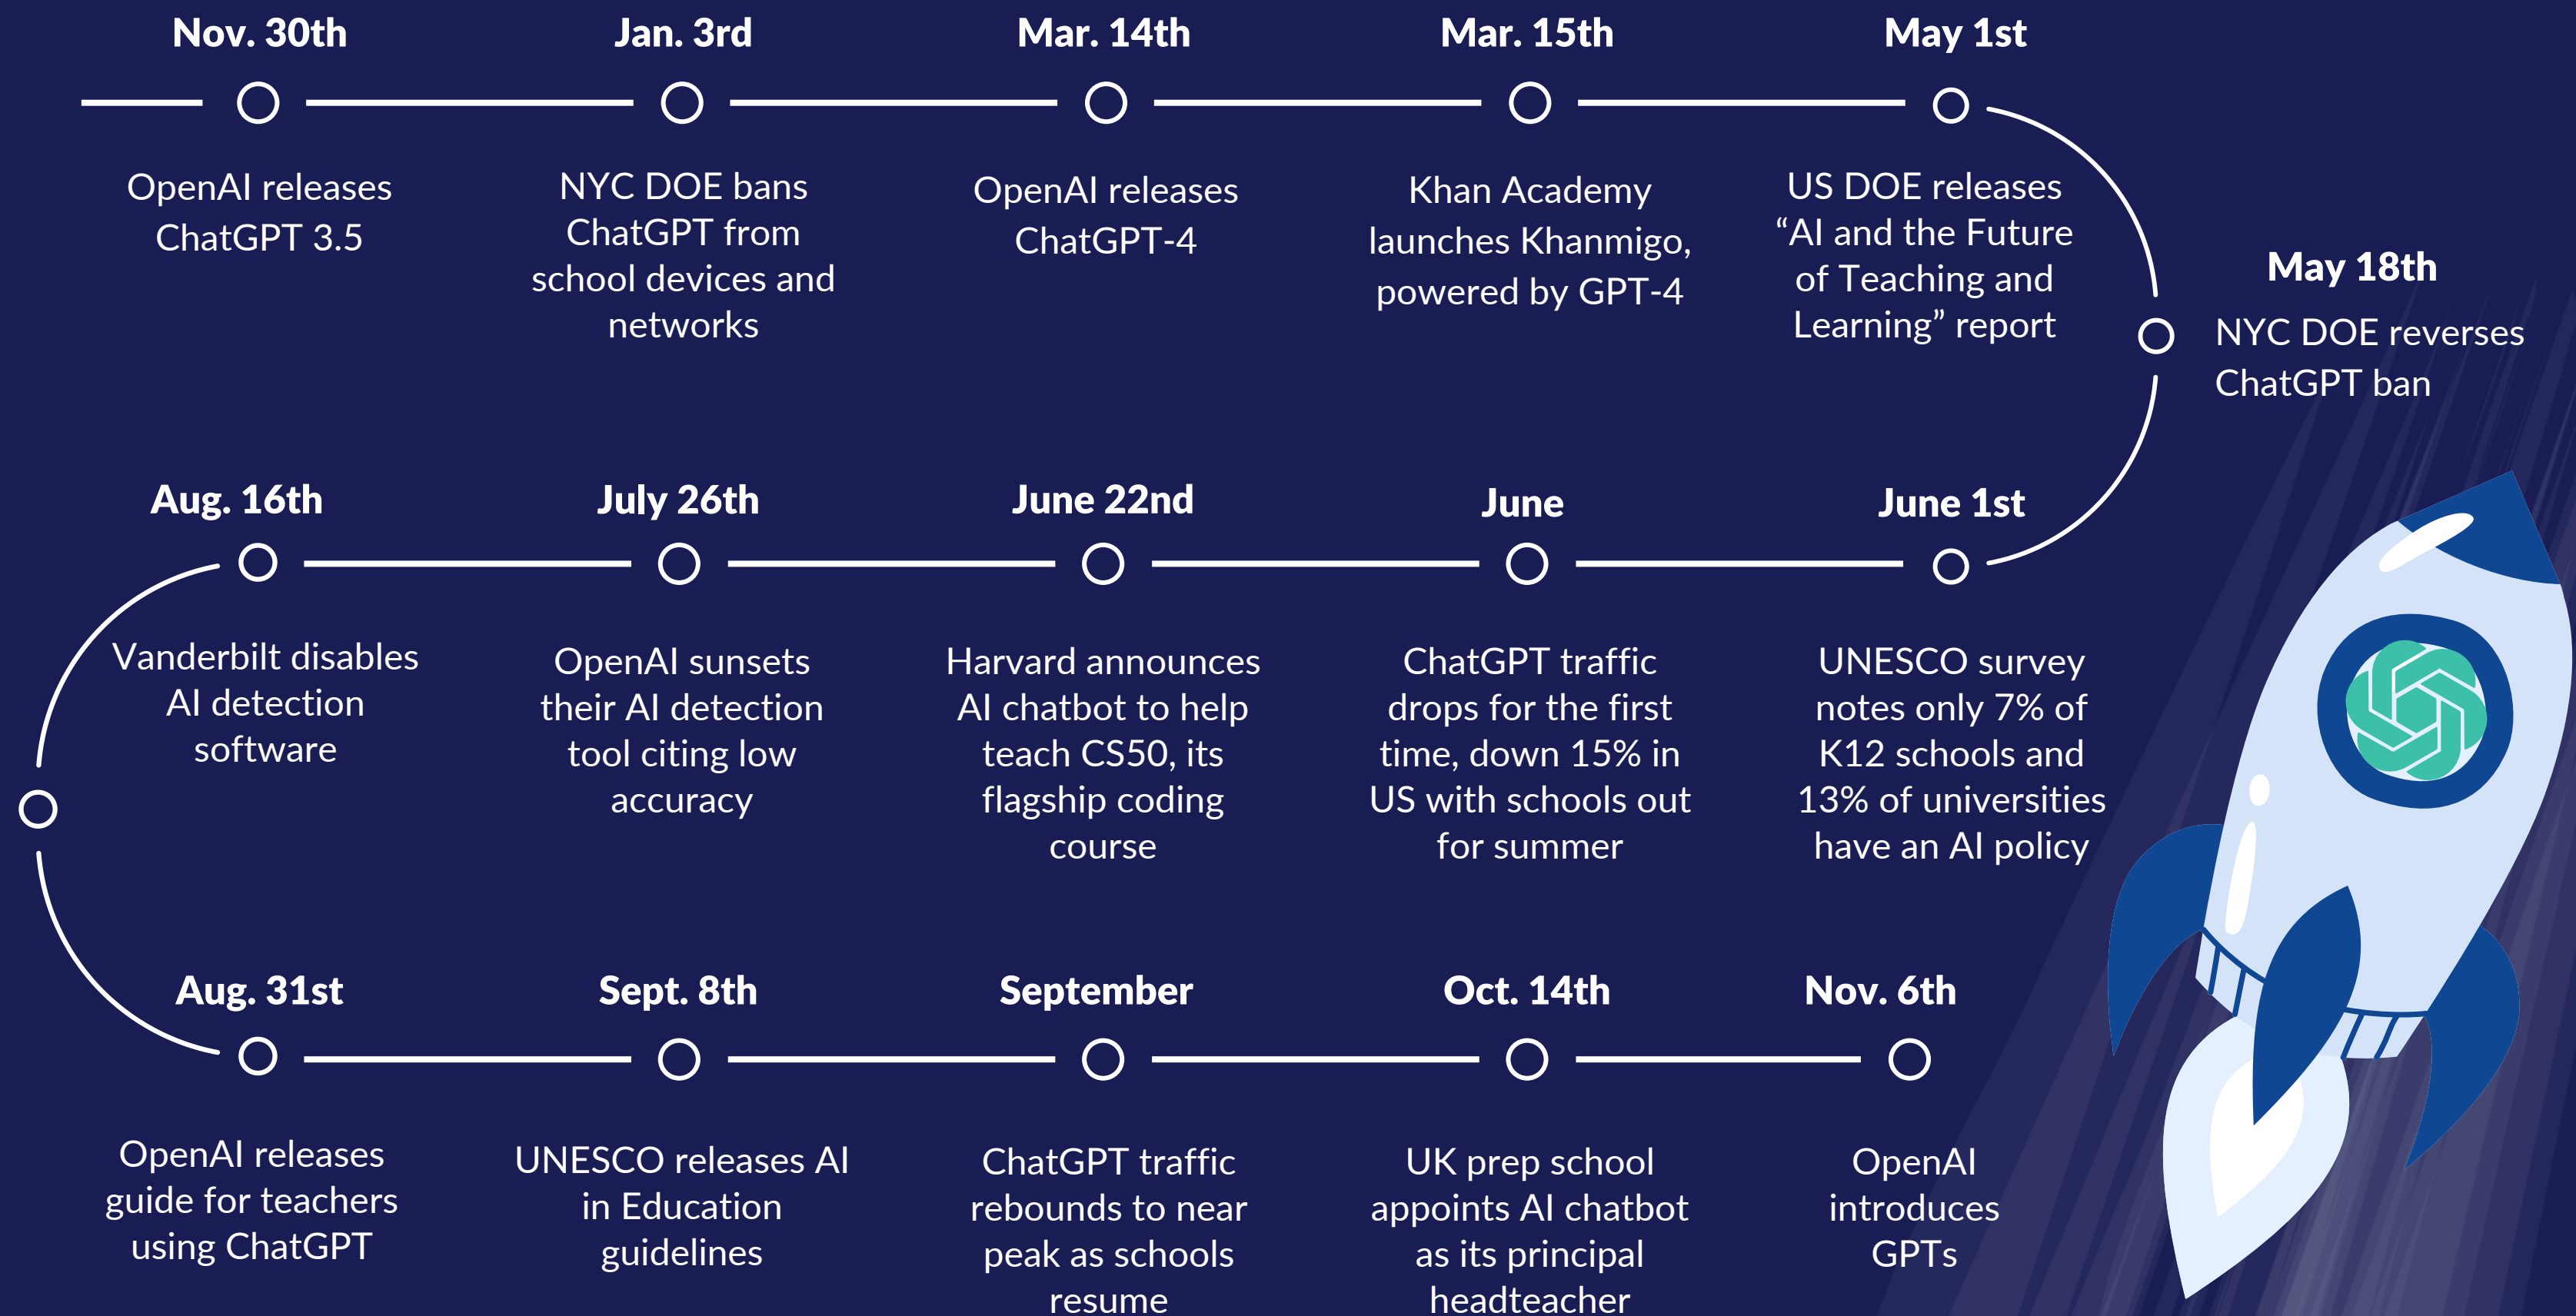 Nov. 30th
OpenAI releases
ChatGPT 3.5
Jan. 3rd
NYC DOE bans
ChatGPT from
school devices and
networks
Mar. 14th
OpenAI releases
ChatGPT-4
Mar. 15th
Khan Academy
launches Khanmigo,
powered by GPT-4
May 1st
US DOE releases
“AI and the Future
of Teaching and
Learning” report
May 18th
NYC DOE reverses
ChatGPT ban
June 1st
UNESCO survey
notes only 7% of
K12 schools and
13% of universities
have an AI policy
June
ChatGPT traffic
drops for the first
time, down 15% in
US with schools out
for summer
June 22nd
Harvard announces
AI chatbot to help
teach CS50, its
flagship coding
course
July 26th
OpenAI sunsets
their AI detection
tool citing low
accuracy
Aug. 16th
Vanderbilt disables
AI detection
software
Aug. 31st
OpenAI releases
guide for teachers
using ChatGPT
Sept. 8th
UNESCO releases AI
in Education
guidelines
September
ChatGPT traffic
rebounds to near
peak as schools
resume
Oct. 14th
UK prep school
appoints AI chatbot
as its principal
headteacher
Nov. 6th
OpenAI
introduces
GPTs